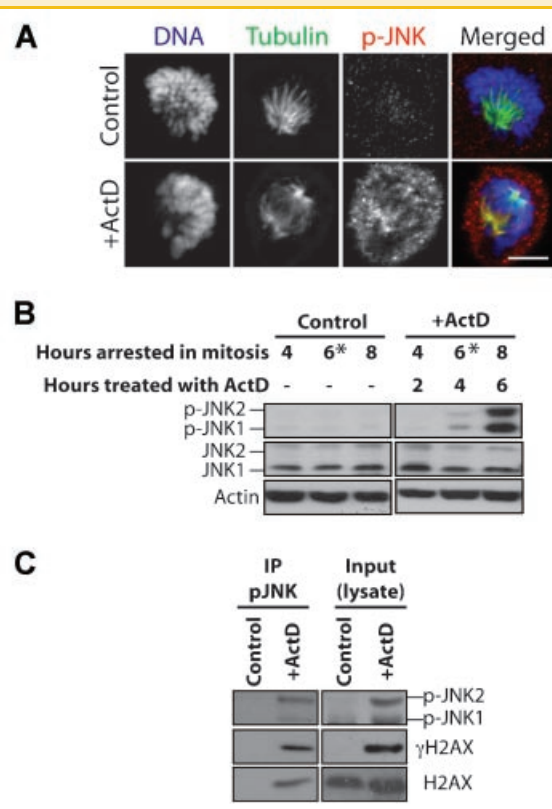 A
DNA Tubulin p-JNK Merged
Control
+ActD
B
Control +ActD
Hours arrested in mitosis 4 6* 8 4 6* 8
Hours treated with ActD - - - 2 4 6
p-JNK2
p-JNK1
JNK2
JNK1
Actin
C
IP Input
pJNK (lysate)
Control +ActD Control +ActD
p-JNK2
p-JNK1
γH2AX
H2AX